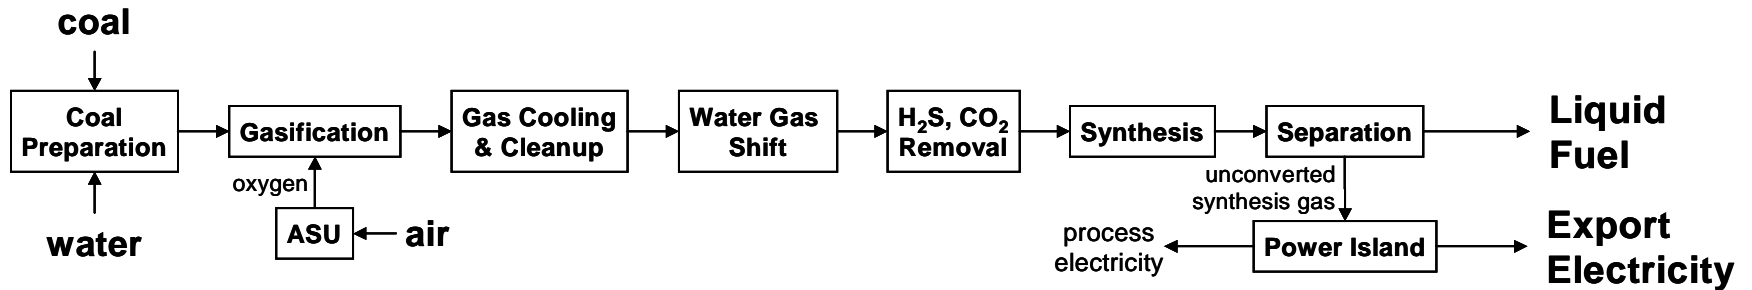 coal
Coal
Preparation
water
Gasification
oxygen
ASU
air
Gas Cooling
& Cleanup
Water Gas
Shift
H₂S, CO₂
Removal
Synthesis
Separation
unconverted
synthesis gas
Power Island
process
electricity
Liquid
Fuel
Export
Electricity